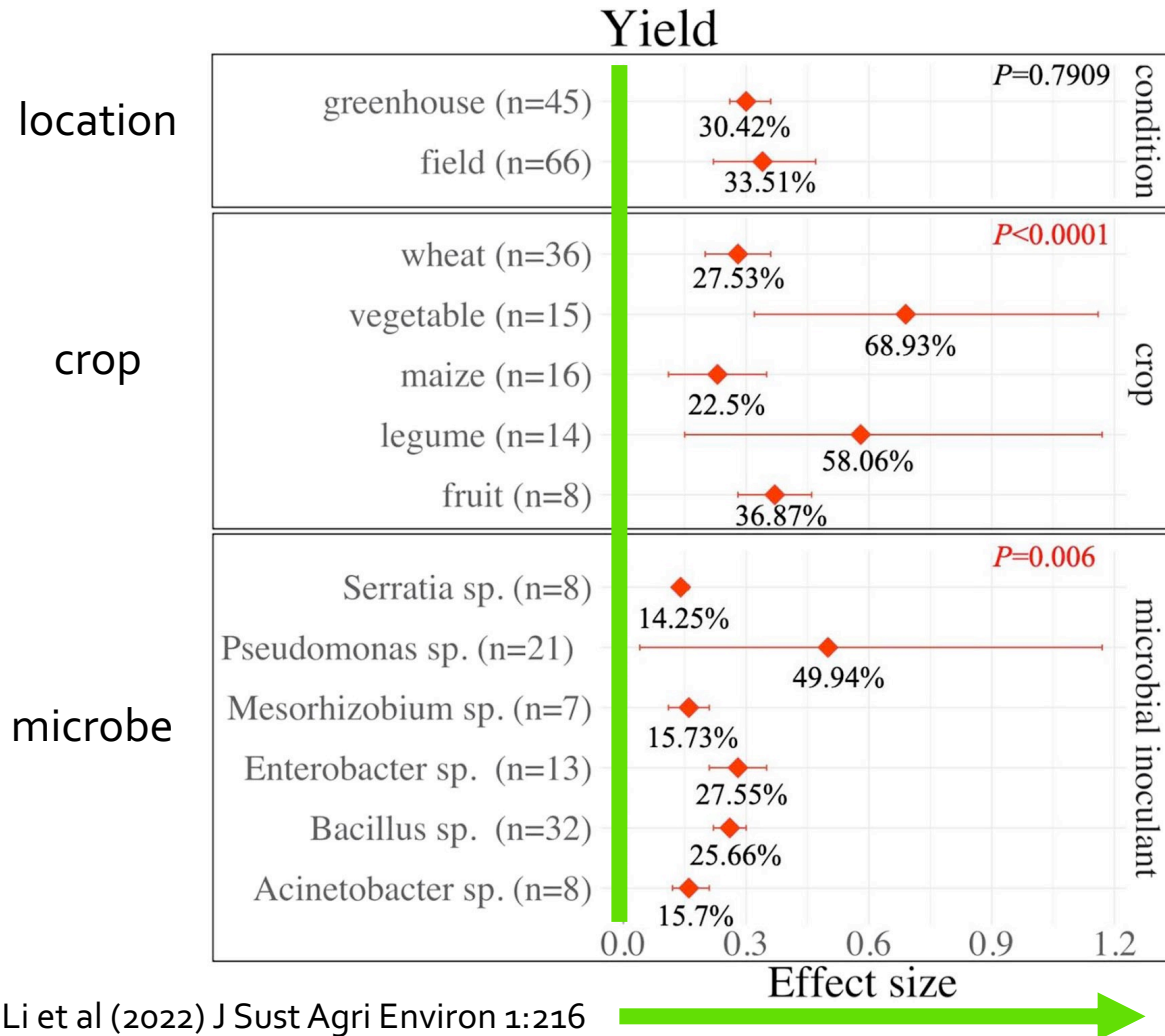 Yield
location
greenhouse (n=45)
30.42%
field (n=66)
33.51%
P=0.7909
condition
crop
wheat (n=36)
27.53%
vegetable (n=15)
68.93%
maize (n=16)
22.5%
legume (n=14)
58.06%
fruit (n=8)
36.87%
P<0.0001
crop
microbe
Serratia sp. (n=8)
14.25%
Pseudomonas sp. (n=21)
49.94%
Mesorhizobium sp. (n=7)
15.73%
Enterobacter sp. (n=13)
27.55%
Bacillus sp. (n=32)
25.66%
Acinetobacter sp. (n=8)
15.7%
P=0.006
microbial inoculant
0.0 0.3 0.6 0.9 1.2
Effect size
Li et al (2022) J Sust Agri Environ 1:216